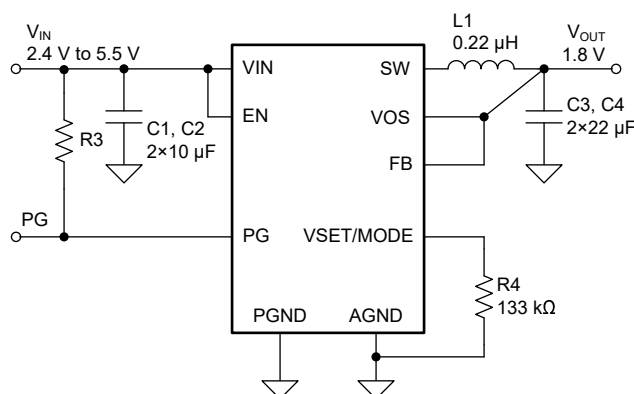 VIN
2.4 V to 5.5 V
L1
0.22 µH
VOUT
1.8 V
VIN
SW
EN
VOS
C1, C2
2×10 µF
C3, C4
2×22 µF
R3
FB
PG
PG
VSET/MODE
R4
133 kΩ
PGND
AGND